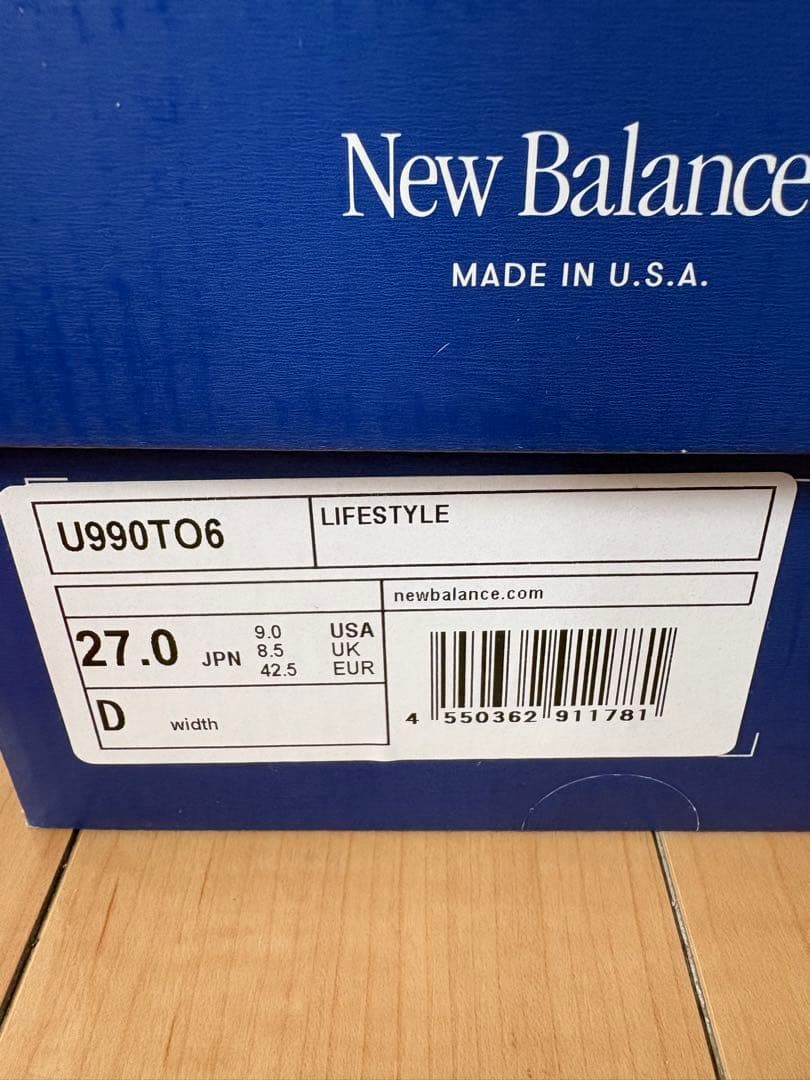 New Balance
MADE IN U.S.A.
U990TO6
LIFESTYLE
newbalance.com
27.0 JPN
9.0 USA
8.5 UK
42.5 EUR
D width
4 550362 911781